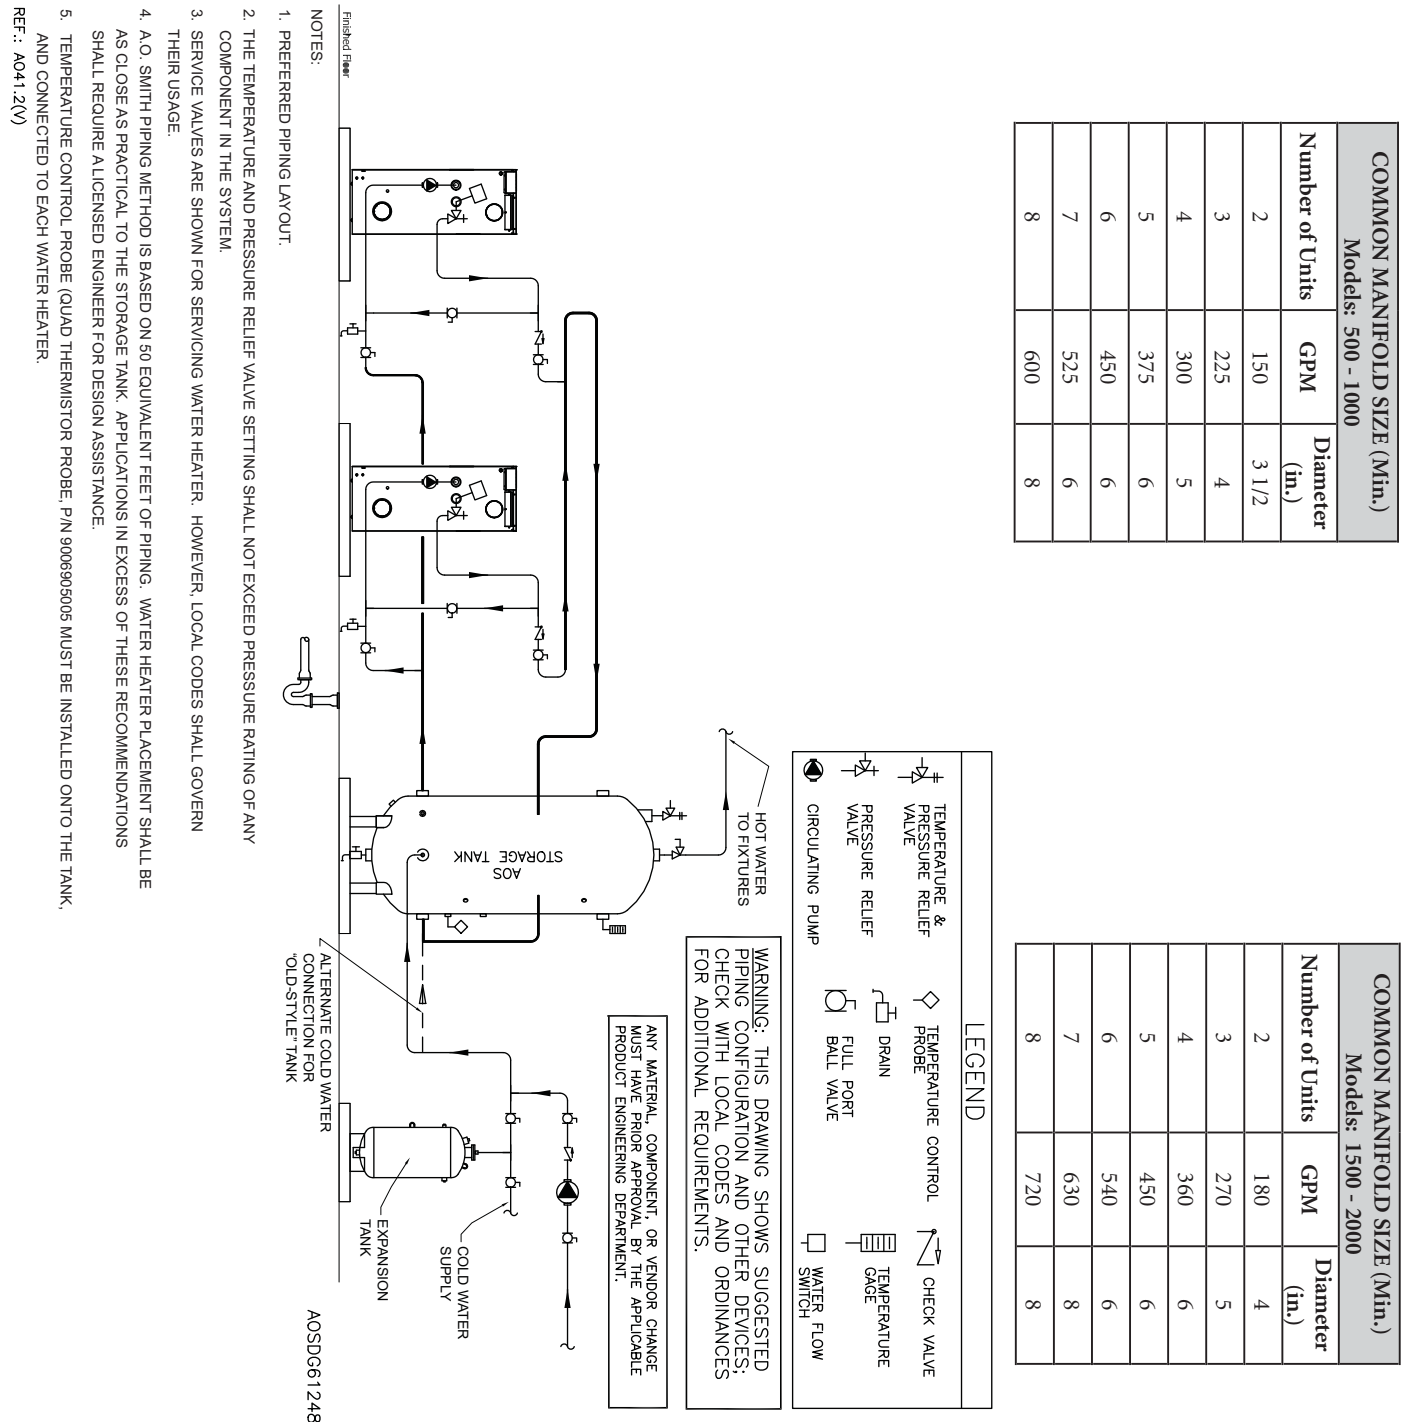 COMMON MANIFOLD SIZE (Min.)
Models: 500 - 1000
Number of Units GPM Diameter (in.)
2 150 3 1/2
3 225 4
4 300 5
5 375 6
6 450 6
7 525 6
8 600 8
COMMON MANIFOLD SIZE (Min.)
Models: 1500 - 2000
Number of Units GPM Diameter (in.)
2 180 4
3 270 5
4 360 6
5 450 6
6 540 6
7 630 8
8 720 8
LEGEND
TEMPERATURE &
PRESSURE RELIEF
VALVE
PRESSURE RELIEF
VALVE
CIRCULATING PUMP
TEMPERATURE CONTROL
PROBE
DRAIN
FULL PORT
BALL VALVE
CHECK VALVE
TEMPERATURE
GAGE
WATER FLOW
SWITCH
WARNING: THIS DRAWING SHOWS SUGGESTED
PIPING CONFIGURATION AND OTHER DEVICES;
CHECK WITH LOCAL CODES AND ORDINANCES
FOR ADDITIONAL REQUIREMENTS.
ANY MATERIAL, COMPONENT, OR VENDOR CHANGE
MUST HAVE PRIOR APPROVAL BY THE APPLICABLE
PRODUCT ENGINEERING DEPARTMENT.
HOT WATER
TO FIXTURES
AOS
STORAGE TANK
COLD WATER
SUPPLY
EXPANSION
TANK
ALTERNATE COLD WATER
CONNECTION FOR
"OLD-STYLE" TANK
Finished Floor
AOSDG61248
NOTES:
1. PREFERRED PIPING LAYOUT.
2. THE TEMPERATURE AND PRESSURE RELIEF VALVE SETTING SHALL NOT EXCEED PRESSURE RATING OF ANY
COMPONENT IN THE SYSTEM.
3. SERVICE VALVES ARE SHOWN FOR SERVICING WATER HEATER. HOWEVER, LOCAL CODES SHALL GOVERN
THEIR USAGE.
4. A.O. SMITH PIPING METHOD IS BASED ON 50 EQUIVALENT FEET OF PIPING. WATER HEATER PLACEMENT SHALL BE
AS CLOSE AS PRACTICAL TO THE STORAGE TANK. APPLICATIONS IN EXCESS OF THESE RECOMMENDATIONS
SHALL REQUIRE A LICENSED ENGINEER FOR DESIGN ASSISTANCE.
5. TEMPERATURE CONTROL PROBE (QUAD THERMISTOR PROBE, P/N 9006905005 MUST BE INSTALLED ONTO THE TANK,
AND CONNECTED TO EACH WATER HEATER.
REF.: AO41.2(V)